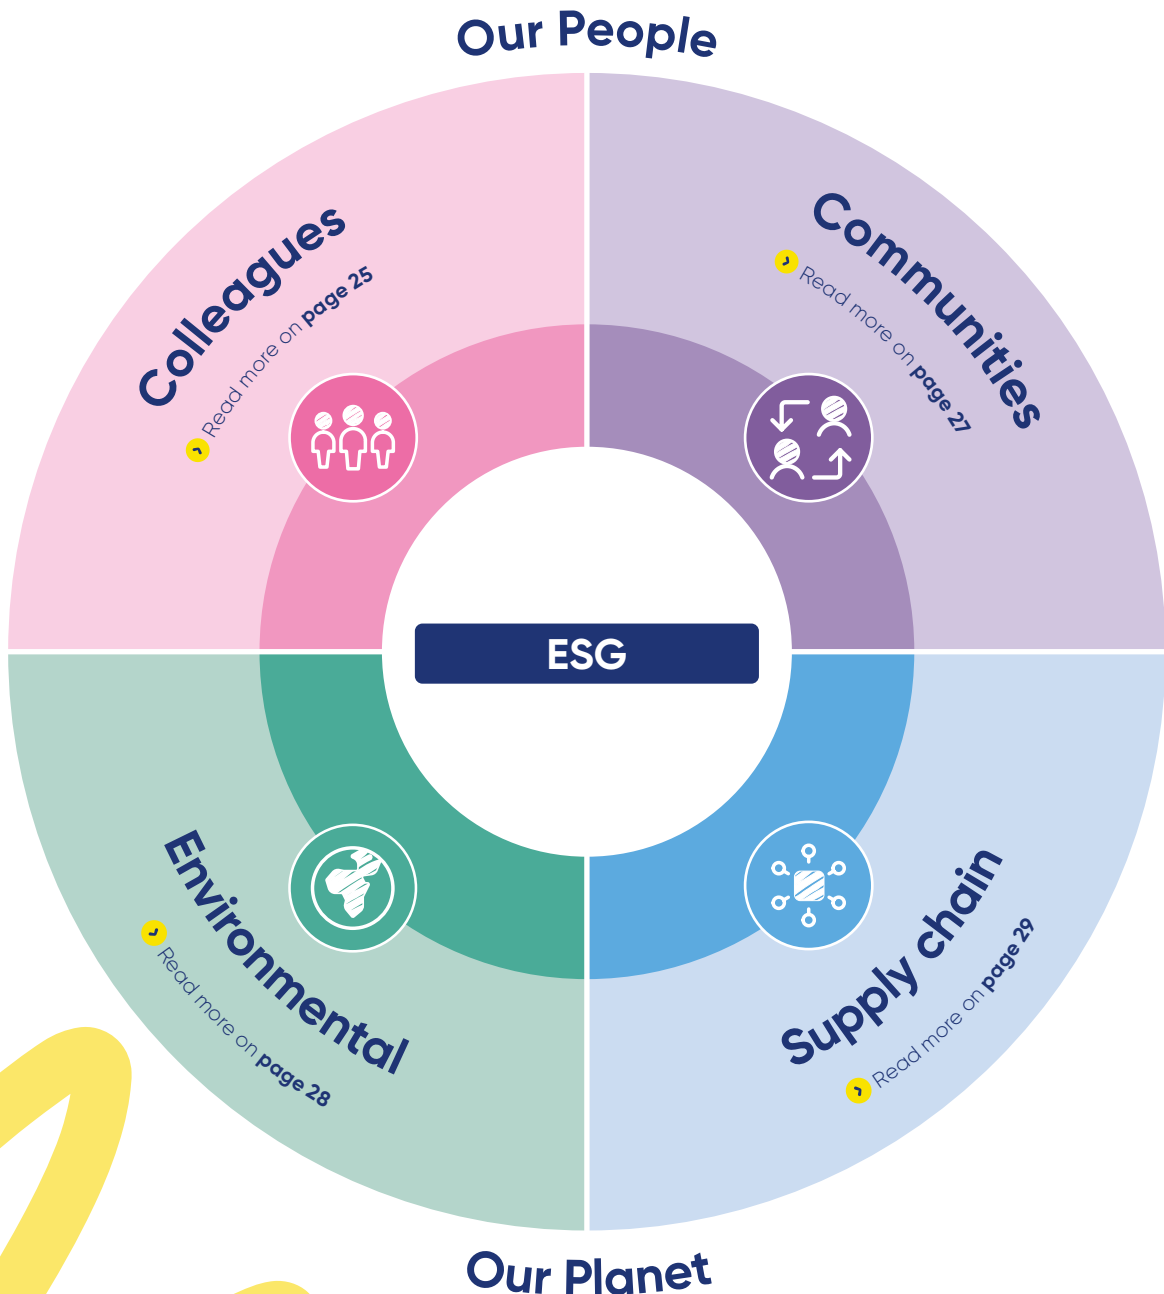 Our People
Colleagues
Read more on page 25
Communities
Read more on page 27
ESG
Environmental
Read more on page 28
Supply chain
Read more on page 29
Our Planet